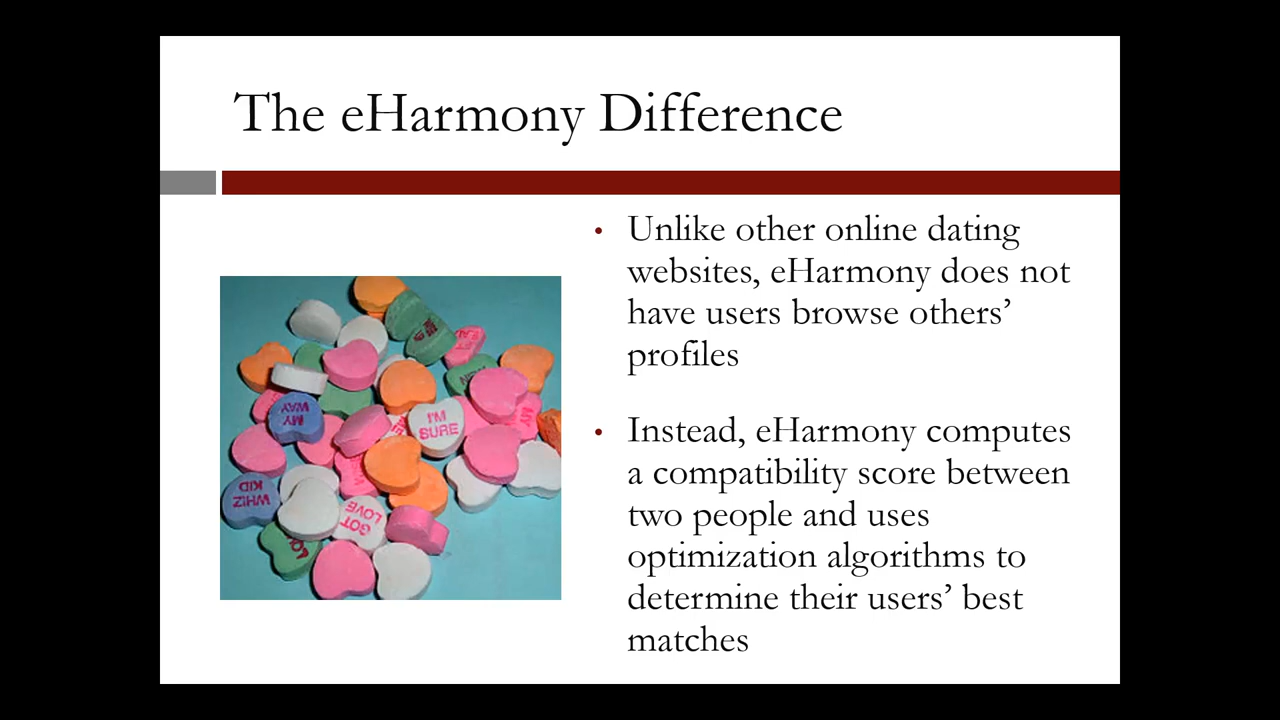 The eHarmony Difference
• Unlike other online dating
websites, eHarmony does not
have users browse others’
profiles
• Instead, eHarmony computes
a compatibility score between
two people and uses
optimization algorithms to
determine their users’ best
matches
MY
WAY
I'M
SURE
WHIZ
KID
GOT
LOVE